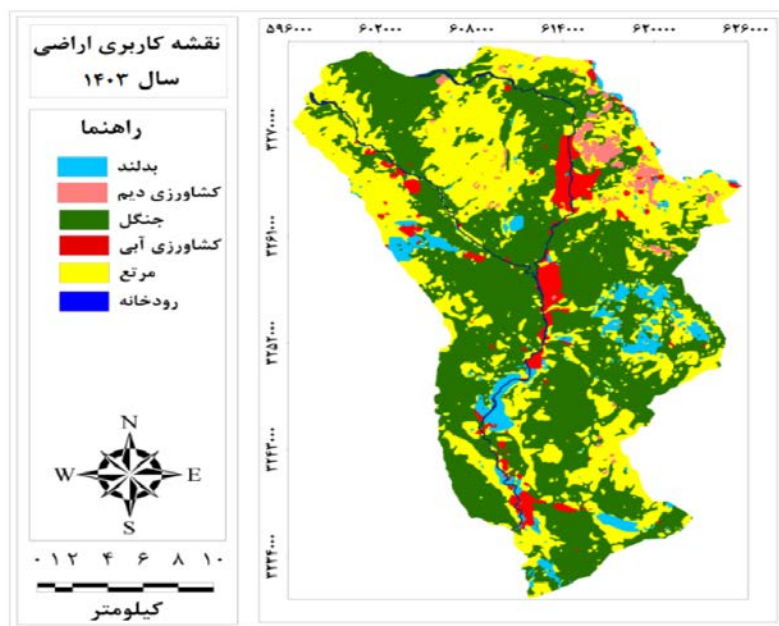 نقشه کاربری اراضی
سال ۱۴۰۳
راهنما
بدلند
کشاورزی دیم
جنگل
کشاورزی آبی
مرتع
رودخانه
N
W E
S
۰ ۱ ۲ ۴ ۶ ۸ ۱۰
کیلومتر
۵۹۶۰۰۰ ۶۰۲۰۰۰ ۶۰۸۰۰۰ ۶۱۴۰۰۰ ۶۲۰۰۰۰ ۶۲۶۰۰۰
۳۲۷۰۰۰۰
۳۲۶۱۰۰۰
۳۲۵۲۰۰۰
۳۲۴۳۰۰۰
۳۲۳۴۰۰۰